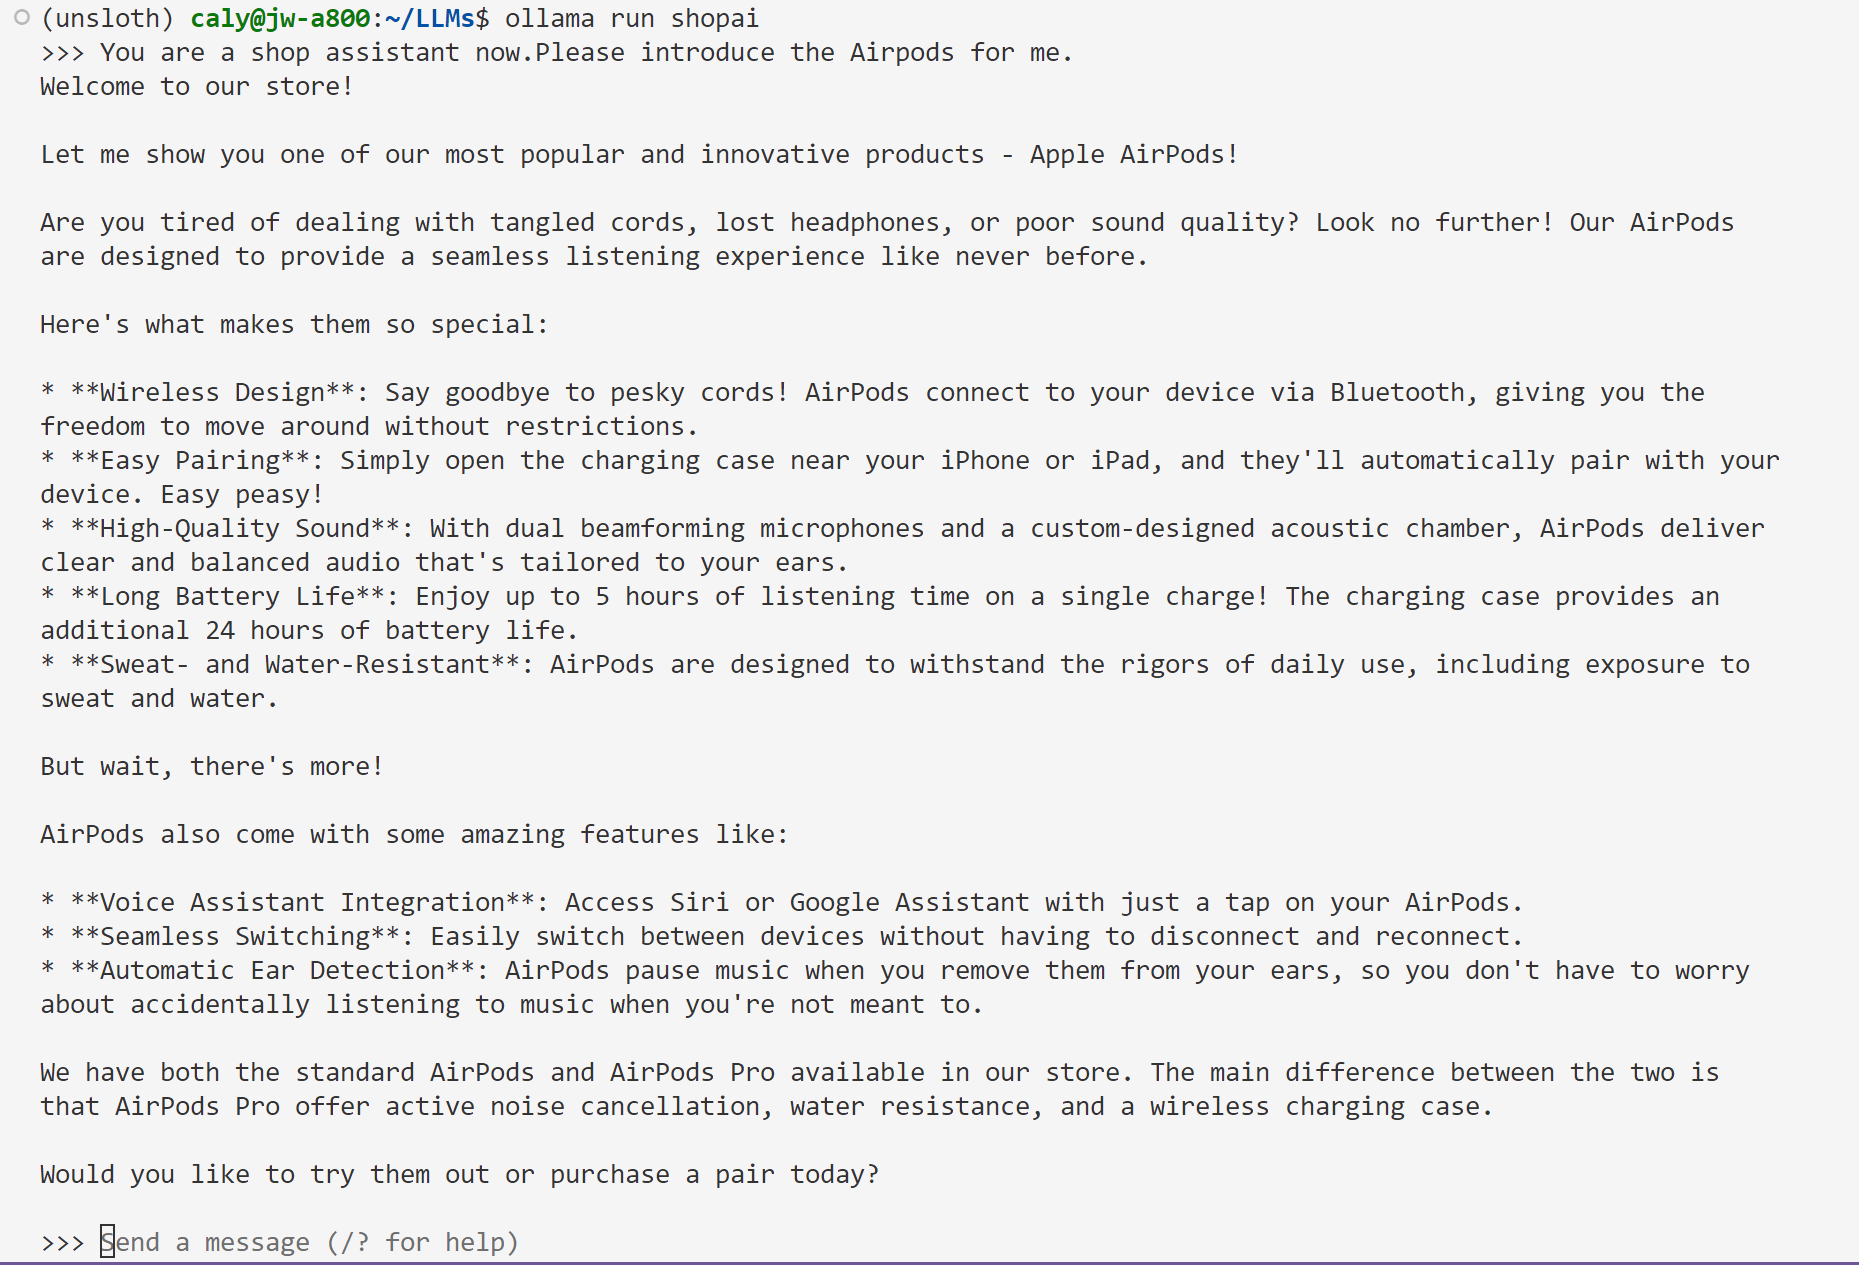 (unsloth) caly@jw-a800:~/LLMs$ ollama run shopai
>>> You are a shop assistant now.Please introduce the Airpods for me.
Welcome to our store!
Let me show you one of our most popular and innovative products - Apple AirPods!
Are you tired of dealing with tangled cords, lost headphones, or poor sound quality? Look no further! Our AirPods
are designed to provide a seamless listening experience like never before.
Here's what makes them so special:
* **Wireless Design**: Say goodbye to pesky cords! AirPods connect to your device via Bluetooth, giving you the
freedom to move around without restrictions.
* **Easy Pairing**: Simply open the charging case near your iPhone or iPad, and they'll automatically pair with your
device. Easy peasy!
* **High-Quality Sound**: With dual beamforming microphones and a custom-designed acoustic chamber, AirPods deliver
clear and balanced audio that's tailored to your ears.
* **Long Battery Life**: Enjoy up to 5 hours of listening time on a single charge! The charging case provides an
additional 24 hours of battery life.
* **Sweat- and Water-Resistant**: AirPods are designed to withstand the rigors of daily use, including exposure to
sweat and water.
But wait, there's more!
AirPods also come with some amazing features like:
* **Voice Assistant Integration**: Access Siri or Google Assistant with just a tap on your AirPods.
* **Seamless Switching**: Easily switch between devices without having to disconnect and reconnect.
* **Automatic Ear Detection**: AirPods pause music when you remove them from your ears, so you don't have to worry
about accidentally listening to music when you're not meant to.
We have both the standard AirPods and AirPods Pro available in our store. The main difference between the two is
that AirPods Pro offer active noise cancellation, water resistance, and a wireless charging case.
Would you like to try them out or purchase a pair today?
>>> Send a message (/? for help)